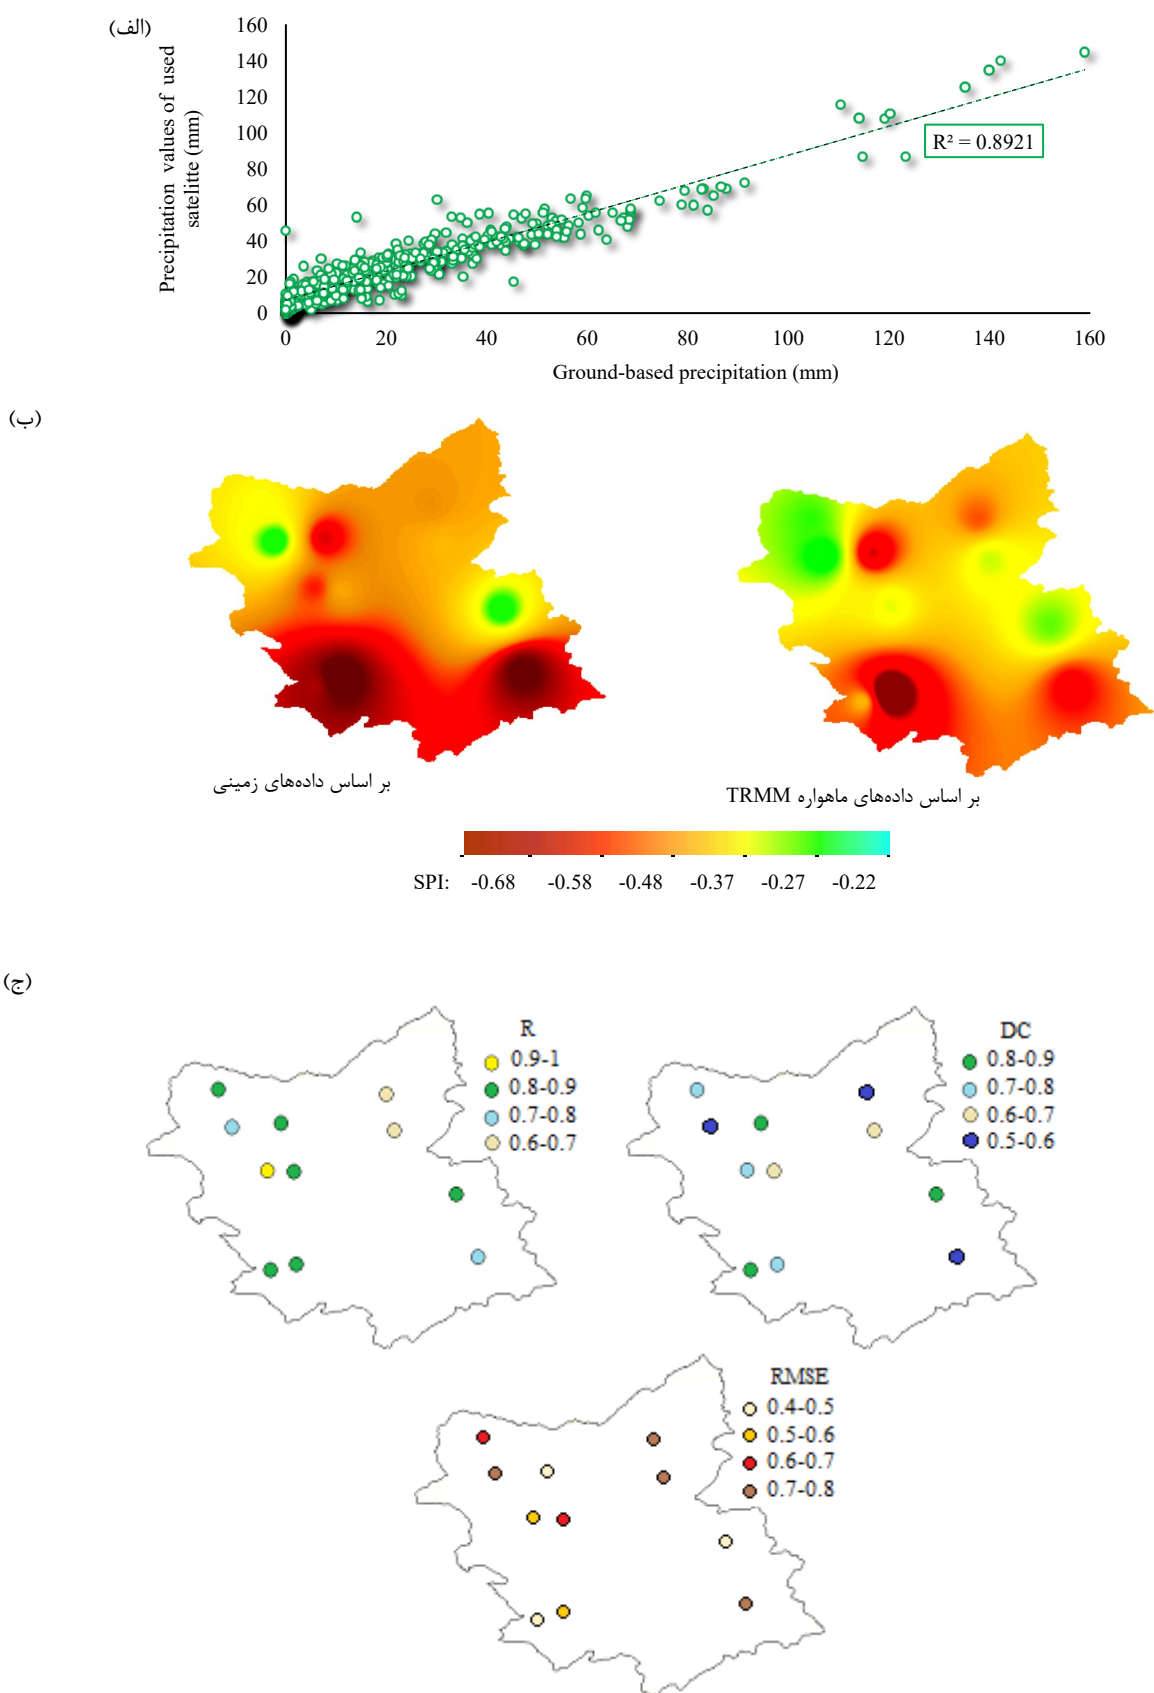 (الف)
Precipitation values of used
satelitte (mm)
160
140
120
100
80
60
40
20
0
R² = 0.8921
0 20 40 60 80 100 120 140 160
Ground-based precipitation (mm)
(ب)
بر اساس داده‌های زمینی
بر اساس داده‌های ماهواره TRMM
SPI: -0.68 -0.58 -0.48 -0.37 -0.27 -0.22
(ج)
R
0.9-1
0.8-0.9
0.7-0.8
0.6-0.7
DC
0.8-0.9
0.7-0.8
0.6-0.7
0.5-0.6
RMSE
0.4-0.5
0.5-0.6
0.6-0.7
0.7-0.8